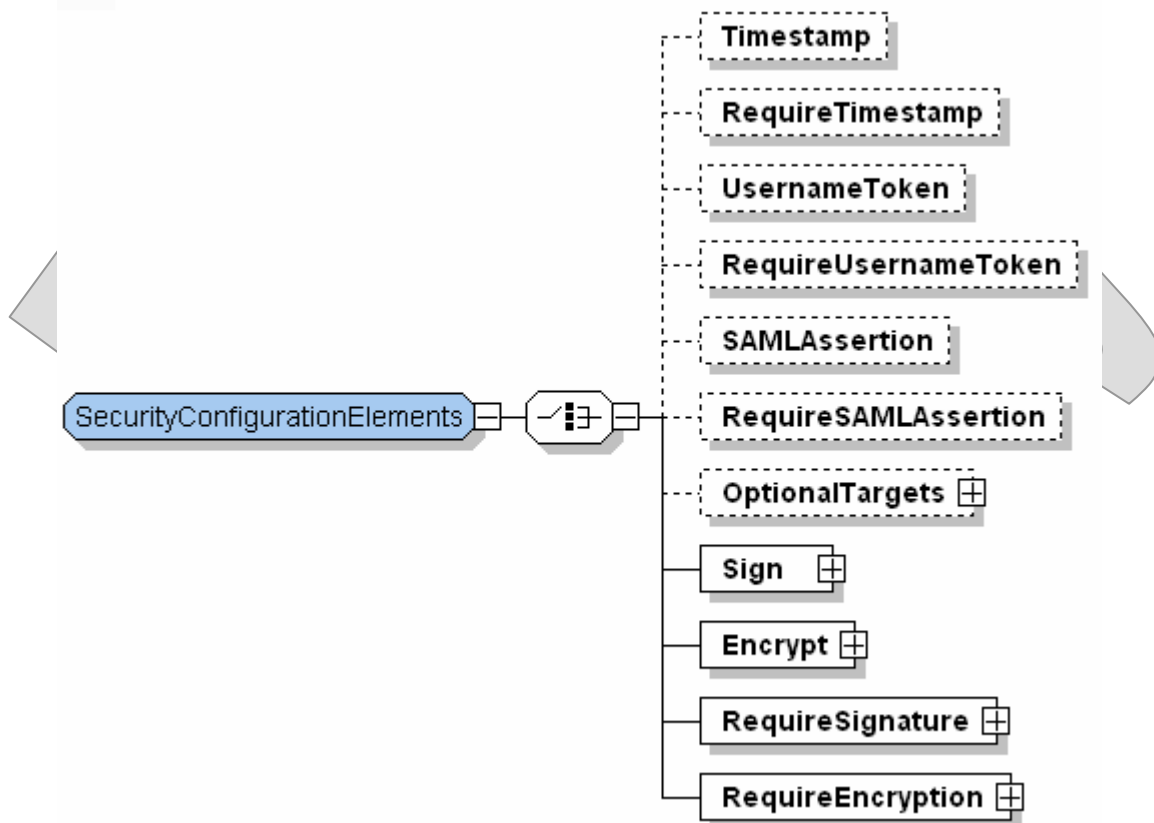 Timestamp
RequireTimestamp
UsernameToken
RequireUsernameToken
SAMLAssertion
SecurityConfigurationElements
RequireSAMLAssertion
OptionalTargets
Sign
Encrypt
RequireSignature
RequireEncryption